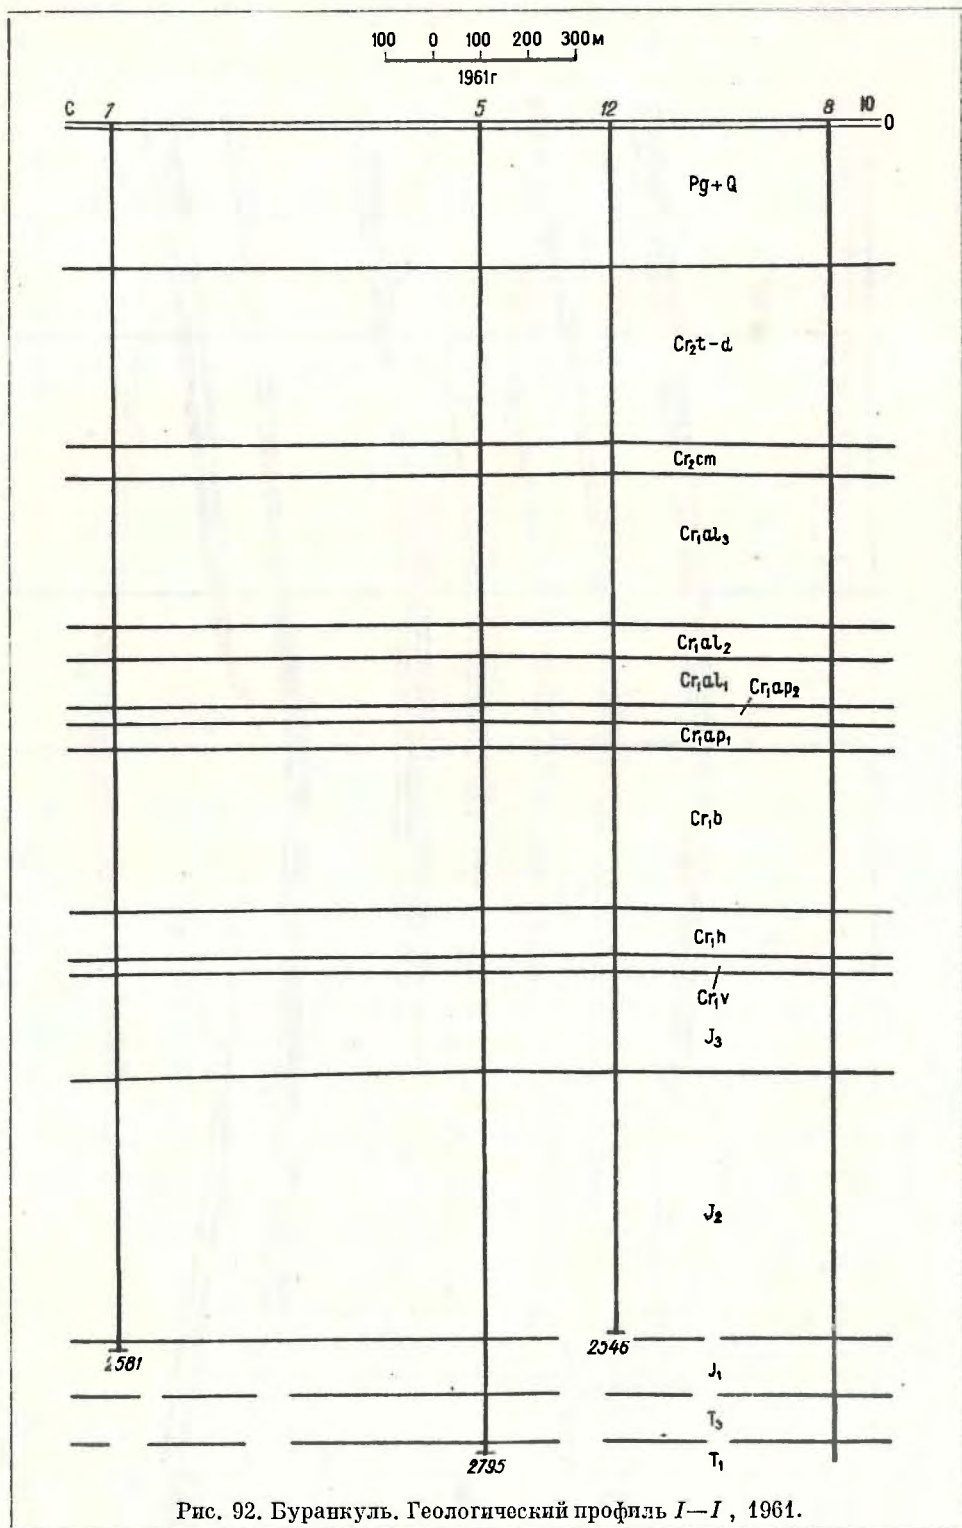 100 0 100 200 300м
1961г
С 7 5 12 8 Ю
0
Pg+Q
Cr₂t-d
Cr₂cm
Cr₁al₃
Cr₁al₂
Cr₁al₁
Cr₁ap₂
Cr₁ap₁
Cr₁b
Cr₁h
Cr₁v
J₃
J₂
2546
2581
J₁
T₃
T₁
2795
Рис. 92. Буранкуль. Геологический профиль I—I, 1961.